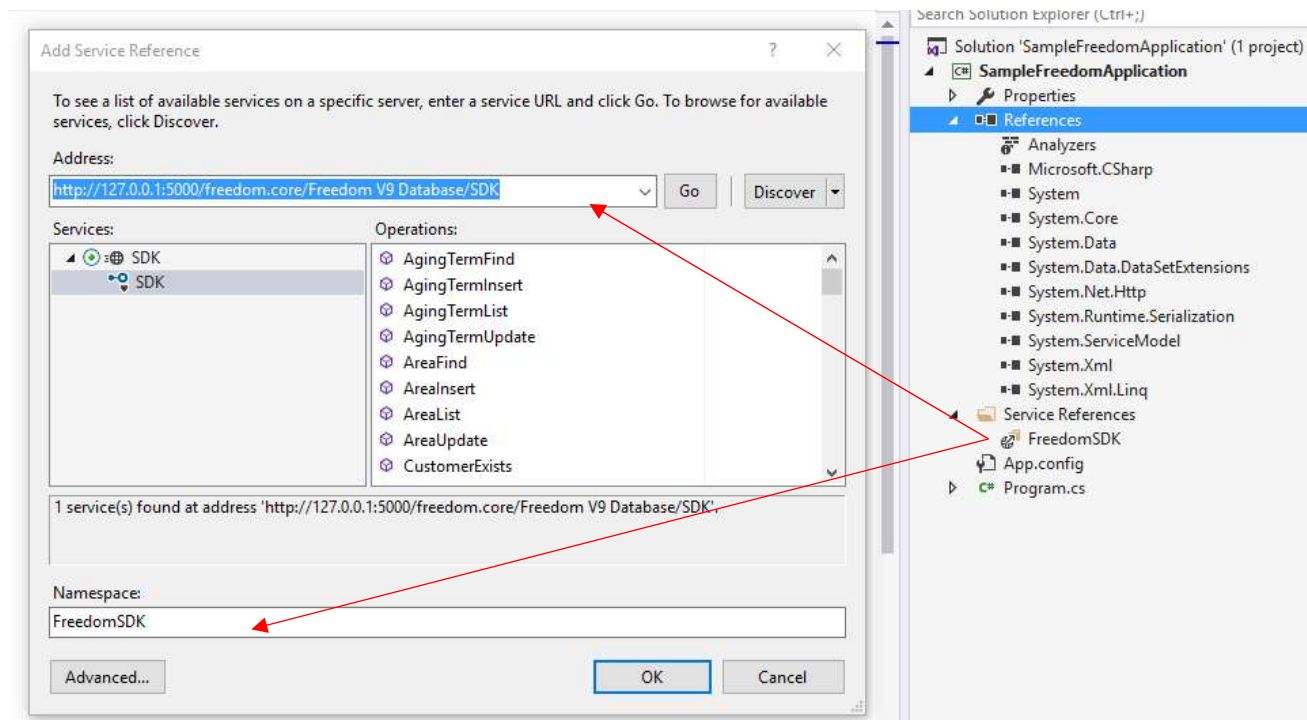 Add Service Reference
To see a list of available services on a specific server, enter a service URL and click Go. To browse for available
services, click Discover.
Address:
http://127.0.0.1:5000/freedom.core/Freedom V9 Database/SDK
Go
Discover
Services:
SDK
SDK
Operations:
AgingTermFind
AgingTermInsert
AgingTermList
AgingTermUpdate
AreaFind
AreaInsert
AreaList
AreaUpdate
CustomerExists
1 service(s) found at address 'http://127.0.0.1:5000/freedom.core/Freedom V9 Database/SDK'.
Namespace:
FreedomSDK
Advanced...
OK
Cancel
Search Solution Explorer (Ctrl+;)
Solution 'SampleFreedomApplication' (1 project)
C# SampleFreedomApplication
Properties
References
Analyzers
Microsoft.CSharp
System
System.Core
System.Data
System.Data.DataSetExtensions
System.Net.Http
System.Runtime.Serialization
System.ServiceModel
System.Xml
System.Xml.Linq
Service References
FreedomSDK
App.config
C# Program.cs